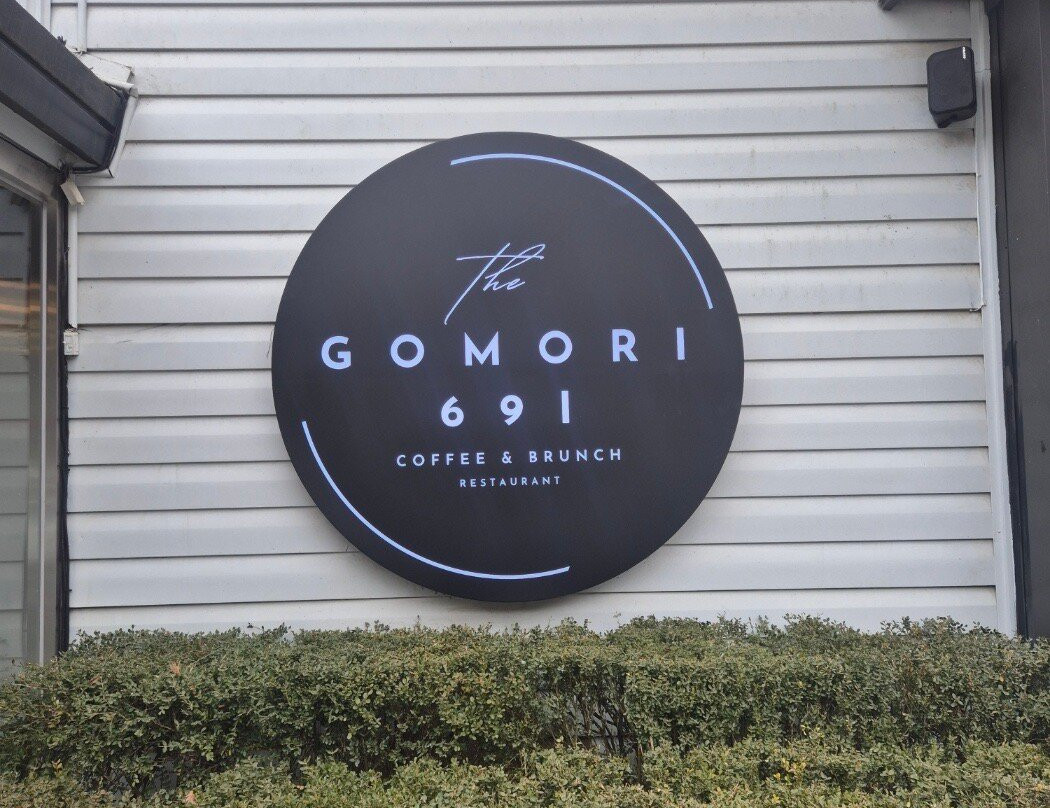 the
GOMORI
691
COFFEE & BRUNCH
RESTAURANT